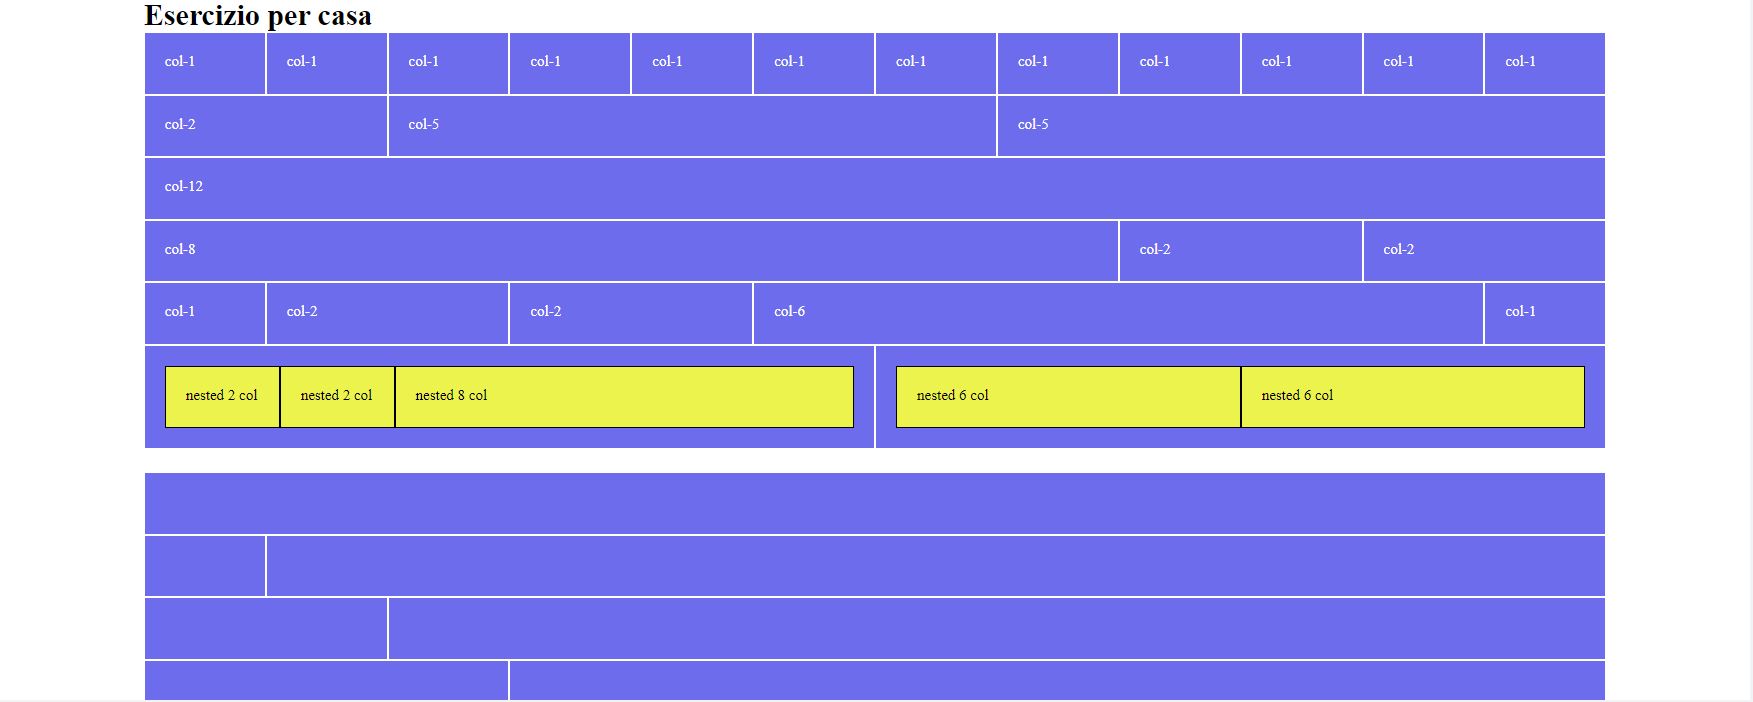 Esercizio per casa
col-1 col-1 col-1 col-1 col-1 col-1 col-1 col-1 col-1 col-1 col-1 col-1
col-2 col-5 col-5
col-12
col-8 col-2 col-2
col-1 col-2 col-2 col-6 col-1
nested 2 col nested 2 col nested 8 col nested 6 col nested 6 col